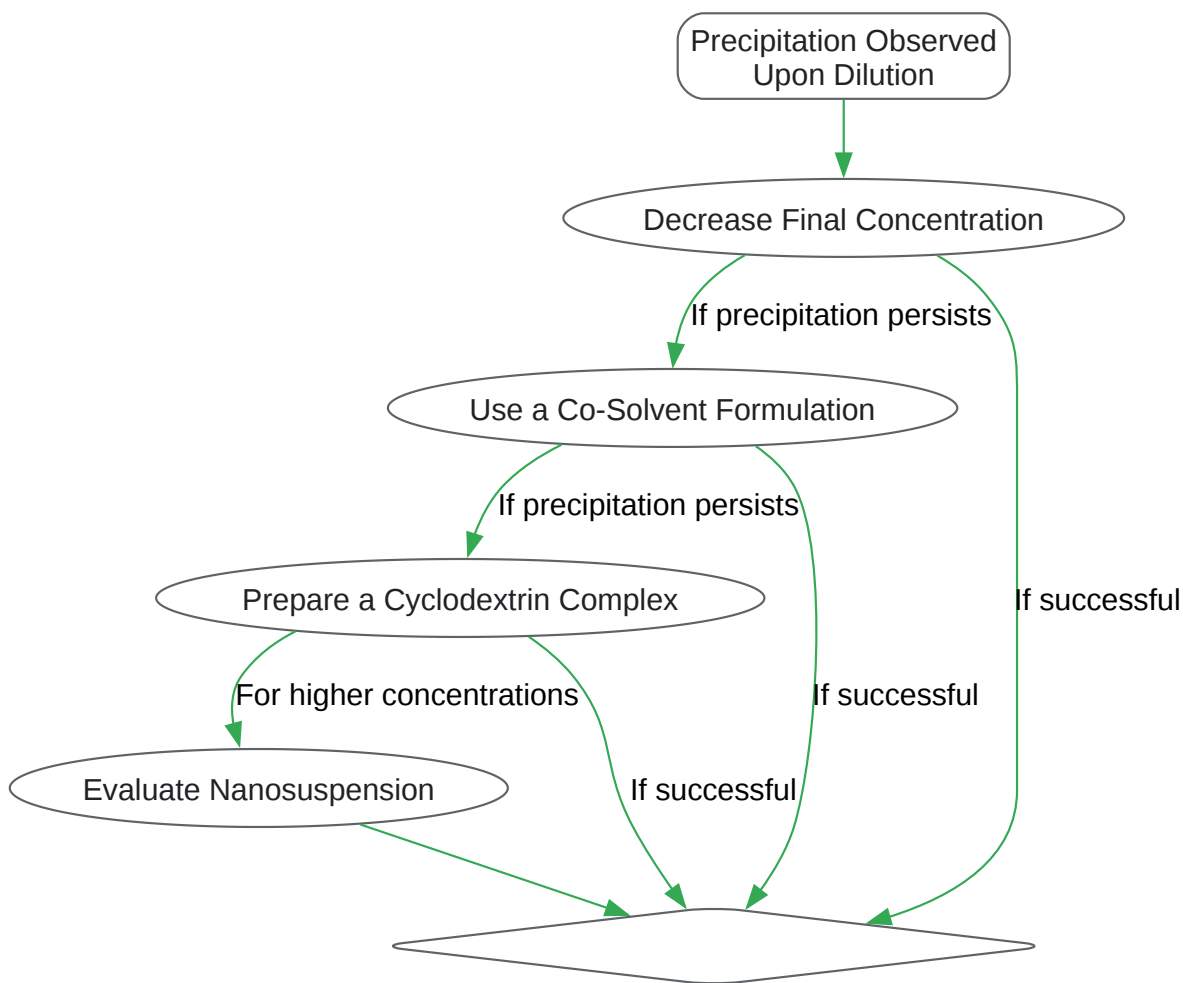 Precipitation Observed
Upon Dilution
Decrease Final Concentration
If precipitation persists
Use a Co-Solvent Formulation
If precipitation persists
Prepare a Cyclodextrin Complex
If successful
For higher concentrations
If successful
Evaluate Nanosuspension
If successful